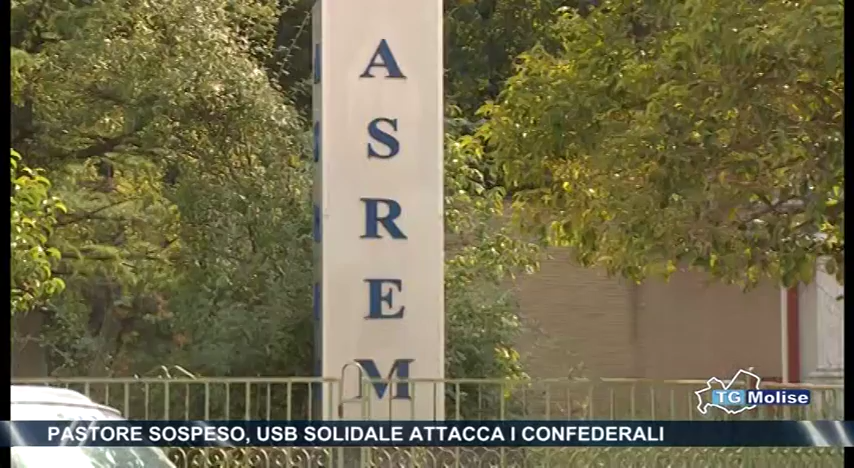 A
S
R
E
M
TG Molise
PASTORE SOSPESO, USB SOLIDALE ATTACCA I CONFEDERALI